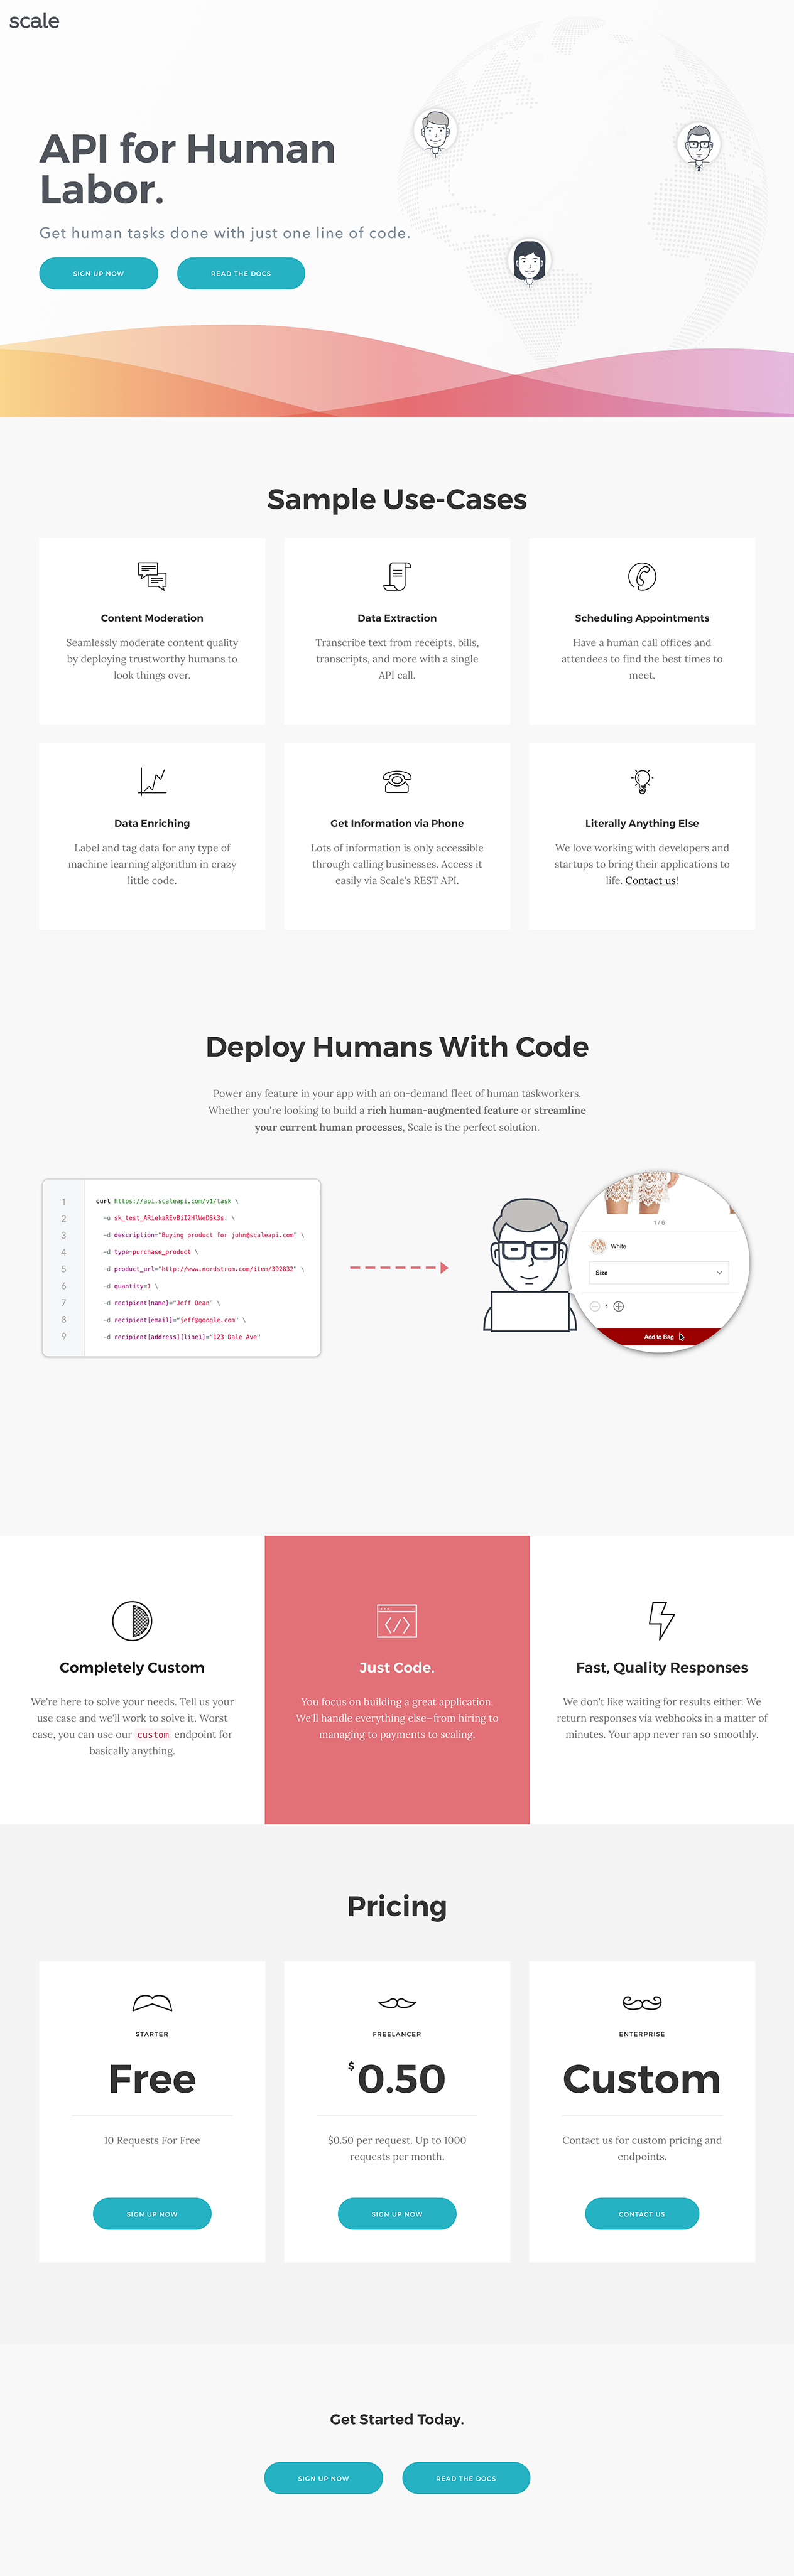 scale
API for Human
Labor.
Get human tasks done with just one line of code.
SIGN UP NOW
READ THE DOCS
Sample Use-Cases
Content Moderation
Seamlessly moderate content quality
by deploying trustworthy humans to
look things over.
Data Extraction
Transcribe text from receipts, bills,
transcripts, and more with a single
API call.
Scheduling Appointments
Have a human call offices and
attendees to find the best times to
meet.
Data Enriching
Label and tag data for any type of
machine learning algorithm in crazy
little code.
Get Information via Phone
Lots of information is only accessible
through calling businesses. Access it
easily via Scale's REST API.
Literally Anything Else
We love working with developers and
startups to bring their applications to
life. Contact us!
Deploy Humans With Code
Power any feature in your app with an on-demand fleet of human taskworkers.
Whether you're looking to build a rich human-augmented feature or streamline
your current human processes, Scale is the perfect solution.
1 curl https://api.scaleapi.com/v1/task \
2 -u sk_test_ARiekaREvBiI2HlWeDSk3s: \
3 -d description="Buying product for john@scaleapi.com" \
4 -d type=purchase_product \
5 -d product_url="http://www.nordstrom.com/item/392832" \
6 -d quantity=1 \
7 -d recipient[name]="Jeff Dean" \
8 -d recipient[email]="jeff@google.com" \
9 -d recipient[address][line1]="123 Dale Ave"
1 / 6
White
Size
1
Add to Bag
Completely Custom
We're here to solve your needs. Tell us your
use case and we'll work to solve it. Worst
case, you can use our custom endpoint for
basically anything.
Just Code.
You focus on building a great application.
We'll handle everything else—from hiring to
managing to payments to scaling.
Fast, Quality Responses
We don't like waiting for results either. We
return responses via webhooks in a matter of
minutes. Your app never ran so smoothly.
Pricing
STARTER
Free
10 Requests For Free
SIGN UP NOW
FREELANCER
$0.50
$0.50 per request. Up to 1000
requests per month.
SIGN UP NOW
ENTERPRISE
Custom
Contact us for custom pricing and
endpoints.
CONTACT US
Get Started Today.
SIGN UP NOW
READ THE DOCS